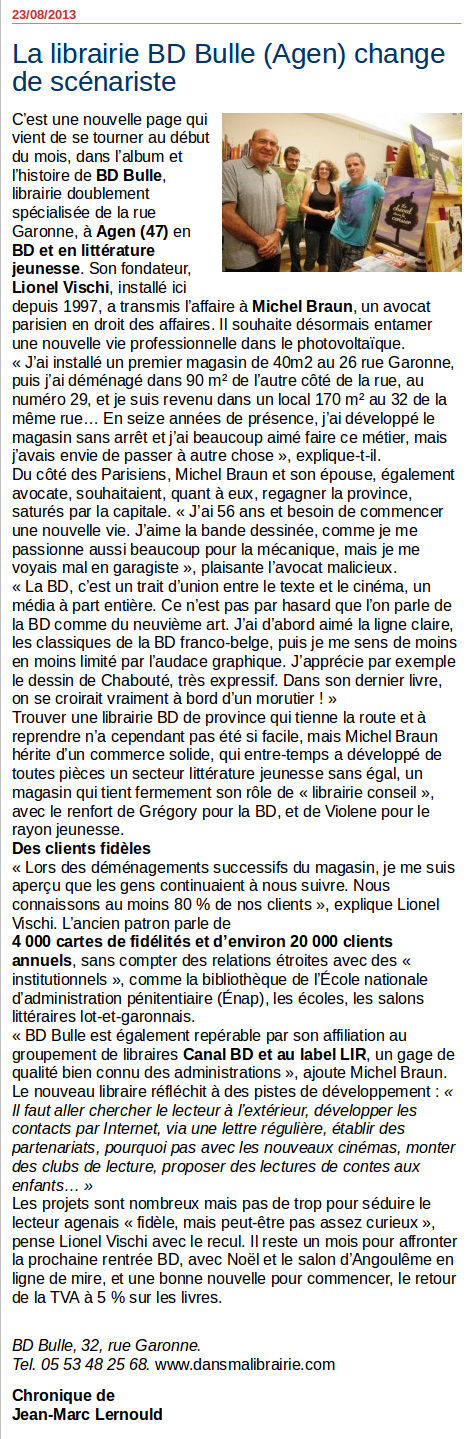 23/08/2013
La librairie BD Bulle (Agen) change
de scénariste
C’est une nouvelle page qui
vient de se tourner au début
du mois, dans l’album et
l’histoire de BD Bulle,
librairie doublement
spécialisée de la rue
Garonne, à Agen (47) en
BD et en littérature
jeunesse. Son fondateur,
Lionel Vischi, installé ici
depuis 1997, a transmis l’affaire à Michel Braun, un avocat
parisien en droit des affaires. Il souhaite désormais entamer
une nouvelle vie professionnelle dans le photovoltaïque.
« J’ai installé un premier magasin de 40m2 au 26 rue Garonne,
puis j’ai déménagé dans 90 m² de l’autre côté de la rue, au
numéro 29, et je suis revenu dans un local 170 m² au 32 de la
même rue… En seize années de présence, j’ai développé le
magasin sans arrêt et j’ai beaucoup aimé faire ce métier, mais
j’avais envie de passer à autre chose », explique-t-il.
Du côté des Parisiens, Michel Braun et son épouse, également
avocate, souhaitaient, quant à eux, regagner la province,
saturés par la capitale. « J’ai 56 ans et besoin de commencer
une nouvelle vie. J’aime la bande dessinée, comme je me
passionne aussi beaucoup pour la mécanique, mais je me
voyais mal en garagiste », plaisante l’avocat malicieux.
« La BD, c’est un trait d’union entre le texte et le cinéma, un
média à part entière. Ce n’est pas par hasard que l’on parle de
la BD comme du neuvième art. J’ai d’abord aimé la ligne claire,
les classiques de la BD franco-belge, puis je me sens de moins
en moins limité par l’audace graphique. J’apprécie par exemple
le dessin de Chabouté, très expressif. Dans son dernier livre,
on se croirait vraiment à bord d’un morutier ! »
Trouver une librairie BD de province qui tienne la route et à
reprendre n’a cependant pas été si facile, mais Michel Braun
hérite d’un commerce solide, qui entre-temps a développé de
toutes pièces un secteur littérature jeunesse sans égal, un
magasin qui tient fermement son rôle de « librairie conseil »,
avec le renfort de Grégory pour la BD, et de Violene pour le
rayon jeunesse.
Des clients fidèles
« Lors des déménagements successifs du magasin, je me suis
aperçu que les gens continuaient à nous suivre. Nous
connaissons au moins 80 % de nos clients », explique Lionel
Vischi. L’ancien patron parle de
4 000 cartes de fidélités et d’environ 20 000 clients
annuels, sans compter des relations étroites avec des «
institutionnels », comme la bibliothèque de l’École nationale
d’administration pénitentiaire (Énap), les écoles, les salons
littéraires lot-et-garonnais.
« BD Bulle est également repérable par son affiliation au
groupement de libraires Canal BD et au label LIR, un gage de
qualité bien connu des administrations », ajoute Michel Braun.
Le nouveau libraire réfléchit à des pistes de développement : «
Il faut aller chercher le lecteur à l’extérieur, développer les
contacts par Internet, via une lettre régulière, établir des
partenariats, pourquoi pas avec les nouveaux cinémas, monter
des clubs de lecture, proposer des lectures de contes aux
enfants… »
Les projets sont nombreux mais pas de trop pour séduire le
lecteur agenais « fidèle, mais peut-être pas assez curieux »,
pense Lionel Vischi avec le recul. Il reste un mois pour affronter
la prochaine rentrée BD, avec Noël et le salon d’Angoulême en
ligne de mire, et une bonne nouvelle pour commencer, le retour
de la TVA à 5 % sur les livres.
BD Bulle, 32, rue Garonne.
Tel. 05 53 48 25 68. www.dansmalibrairie.com
Chronique de
Jean-Marc Lernould